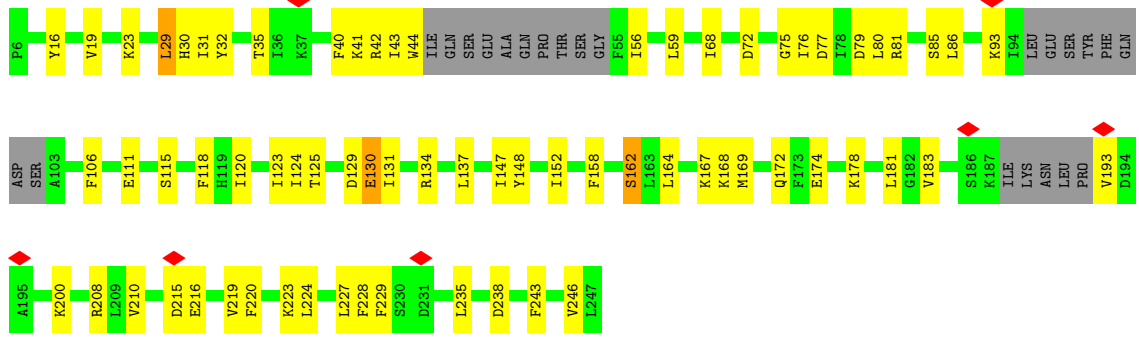 P6 Y16 V19 K23 L29 H30 I31 Y32 T35 I36 K37 F40 K41 R42 I43 W44 ILE GLN SER GLU ALA GLN PRO THR SER GLY F55 I56 L59 I68 D72 G75 I76 D77 I78 D79 L80 R81 S85 L86 K93 I94 LEU GLU SER TYR PHE GLN
ASP SER A103 F106 E111 S115 F118 H119 I120 I123 I124 T125 D129 E130 I131 R134 L137 I147 Y148 I152 F158 S162 L163 L164 K167 K168 M169 Q172 F173 E174 K178 L181 G182 V183 S186 K187 ILE LYS ASN LEU PRO V193 D194
A195 K200 R208 L209 V210 D215 E216 V219 F220 K223 L224 L227 F228 F229 S230 D231 L235 D238 F243 V246 L247